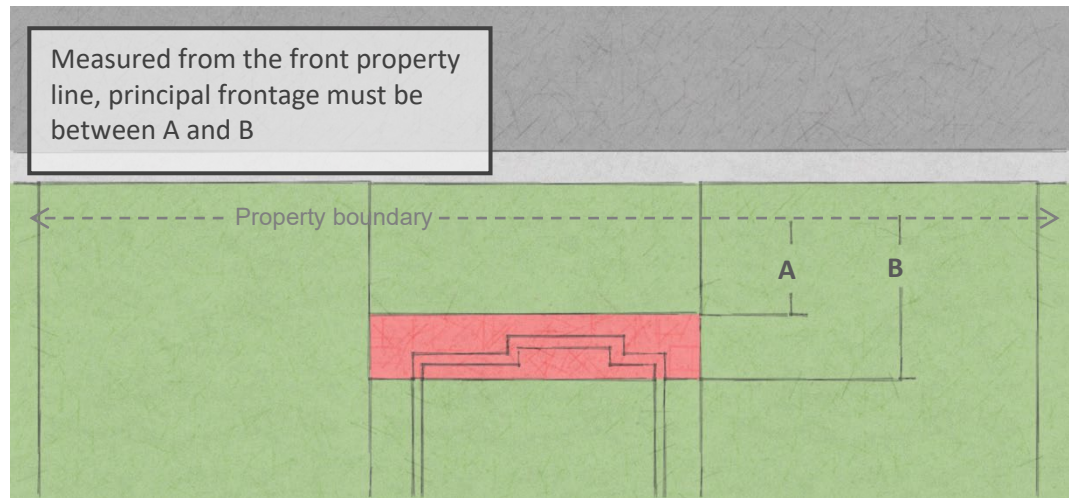 Measured from the front property
line, principal frontage must be
between A and B
Property boundary
A
B